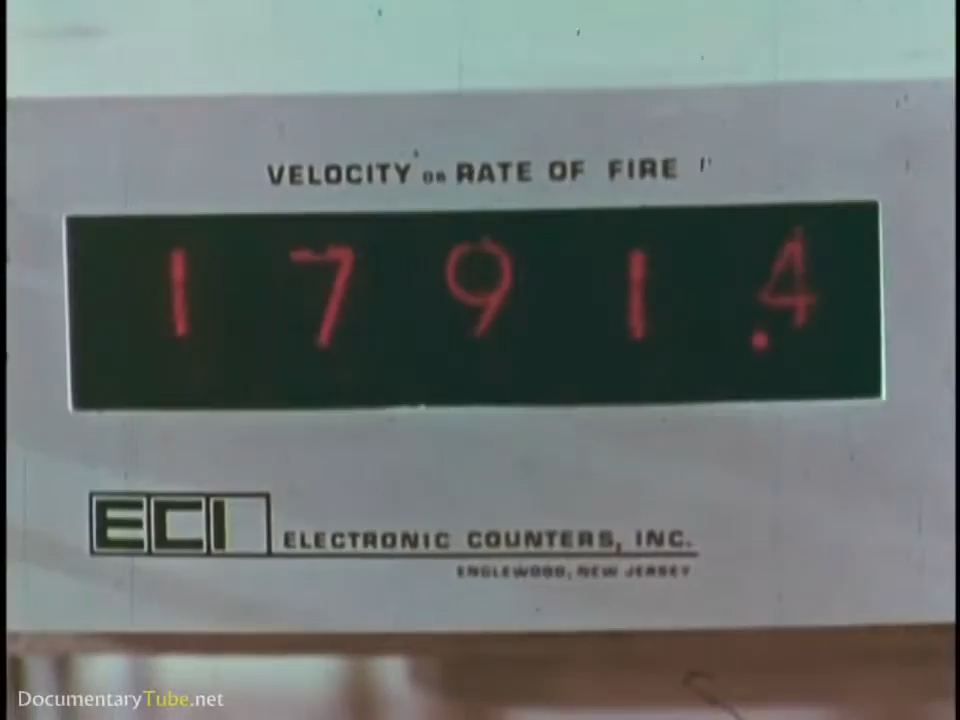 VELOCITY OR RATE OF FIRE
1791.4
ECI
ELECTRONIC COUNTERS, INC.
ENGLEWOOD, NEW JERSEY
DocumentaryTube.net